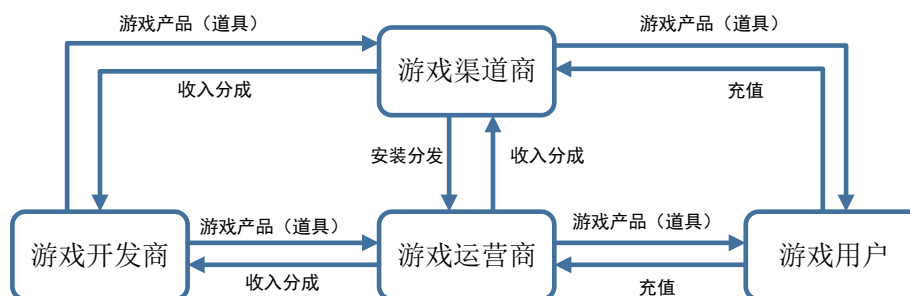 游戏产品（道具）
游戏产品（道具）
游戏渠道商
收入分成
充值
安装分发
收入分成
游戏产品（道具）
游戏产品（道具）
游戏开发商
游戏运营商
游戏用户
收入分成
充值